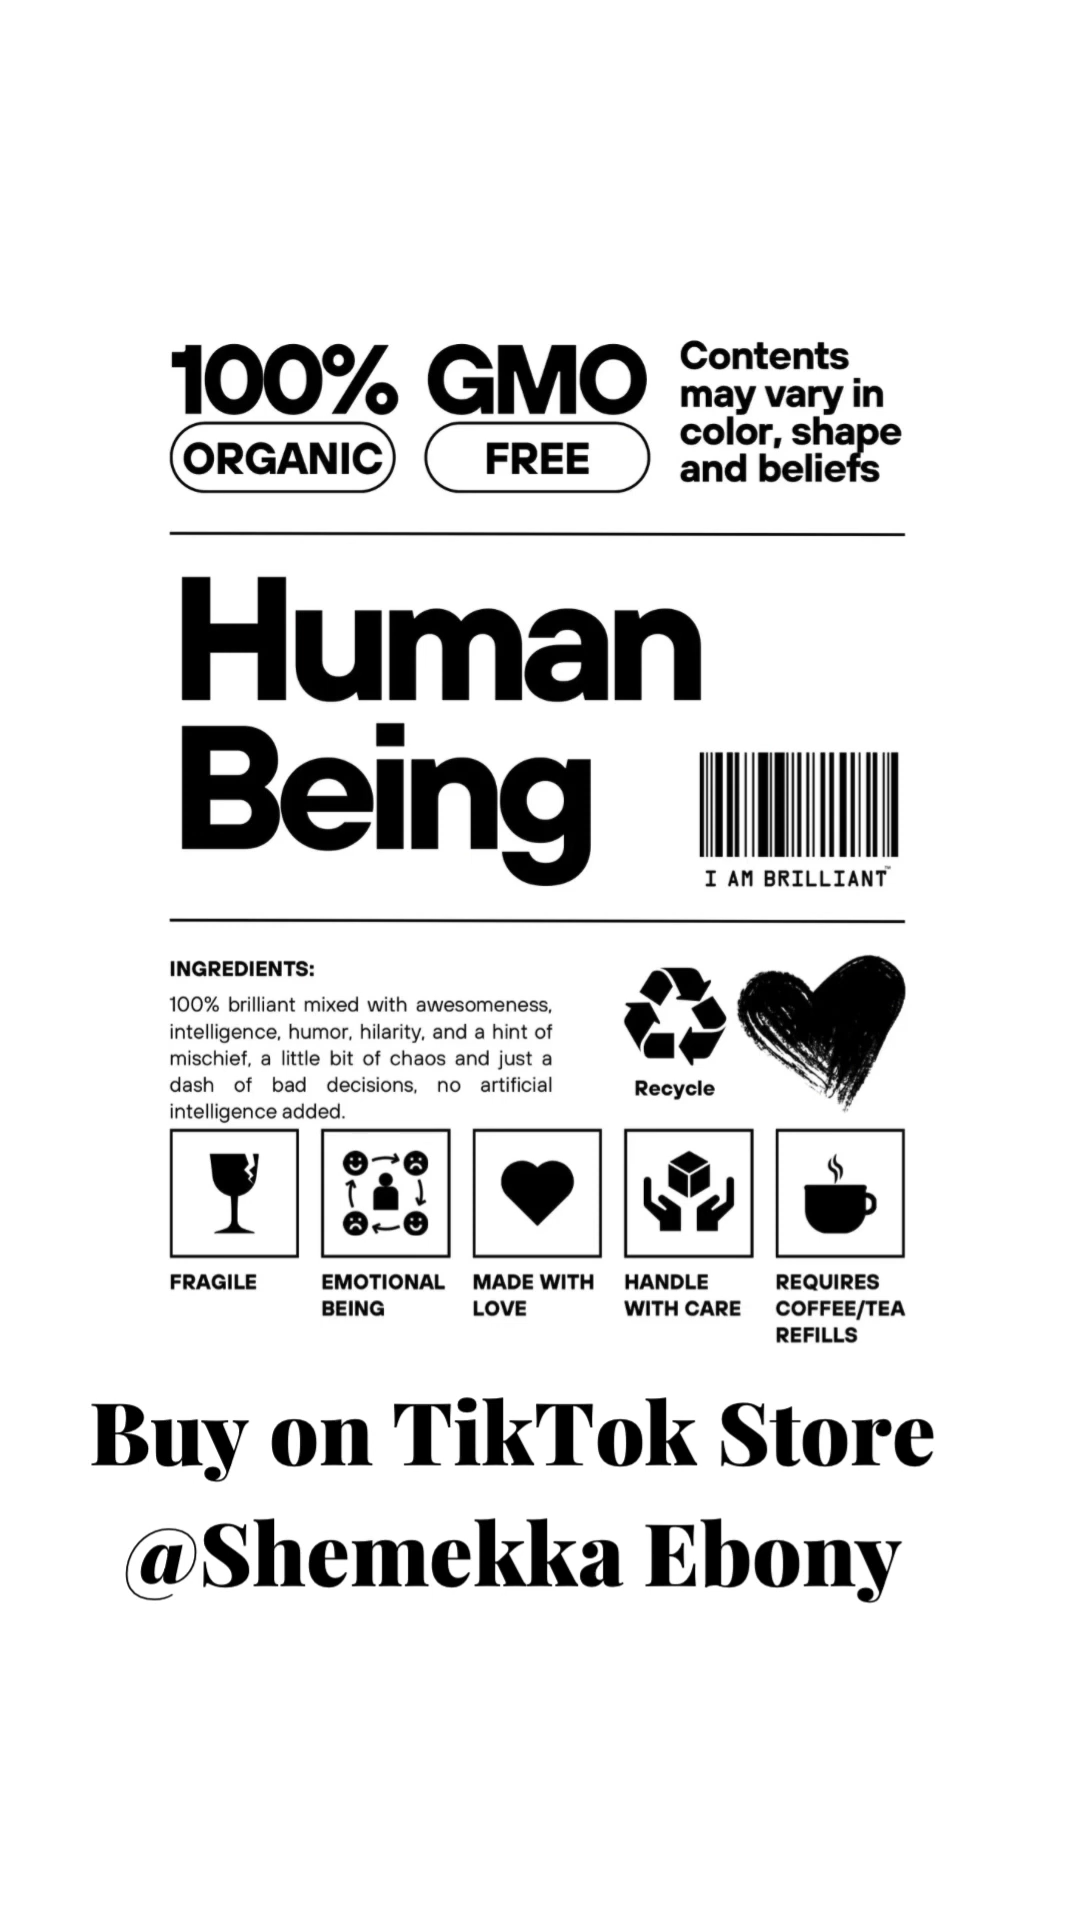 100% GMO
ORGANIC FREE
Contents
may vary in
color, shape
and beliefs
Human
Being
I AM BRILLIANT™
INGREDIENTS:
100% brilliant mixed with awesomeness,
intelligence, humor, hilarity, and a hint of
mischief, a little bit of chaos and just a
dash of bad decisions, no artificial
intelligence added.
Recycle
FRAGILE
EMOTIONAL
BEING
MADE WITH
LOVE
HANDLE
WITH CARE
REQUIRES
COFFEE/TEA
REFILLS
Buy on TikTok Store
@Shemekka Ebony